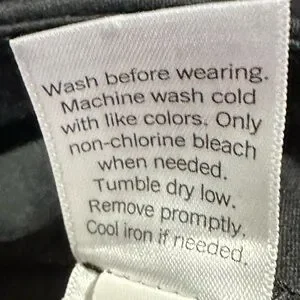 Wash before wearing.
Machine wash cold
with like colors. Only
non-chlorine bleach
when needed.
Tumble dry low.
Remove promptly.
Cool iron if needed.